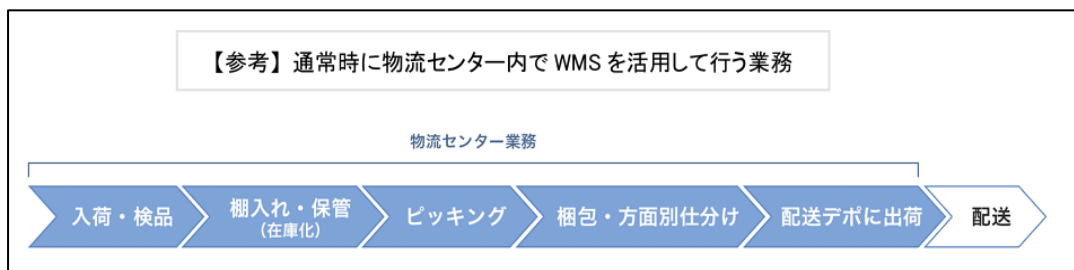 【参考】通常時に物流センター内で WMS を活用して行う業務
物流センター業務
入荷・検品
棚入れ・保管
(在庫化)
ピッキング
梱包・方面別仕分け
配送デポに出荷
配送